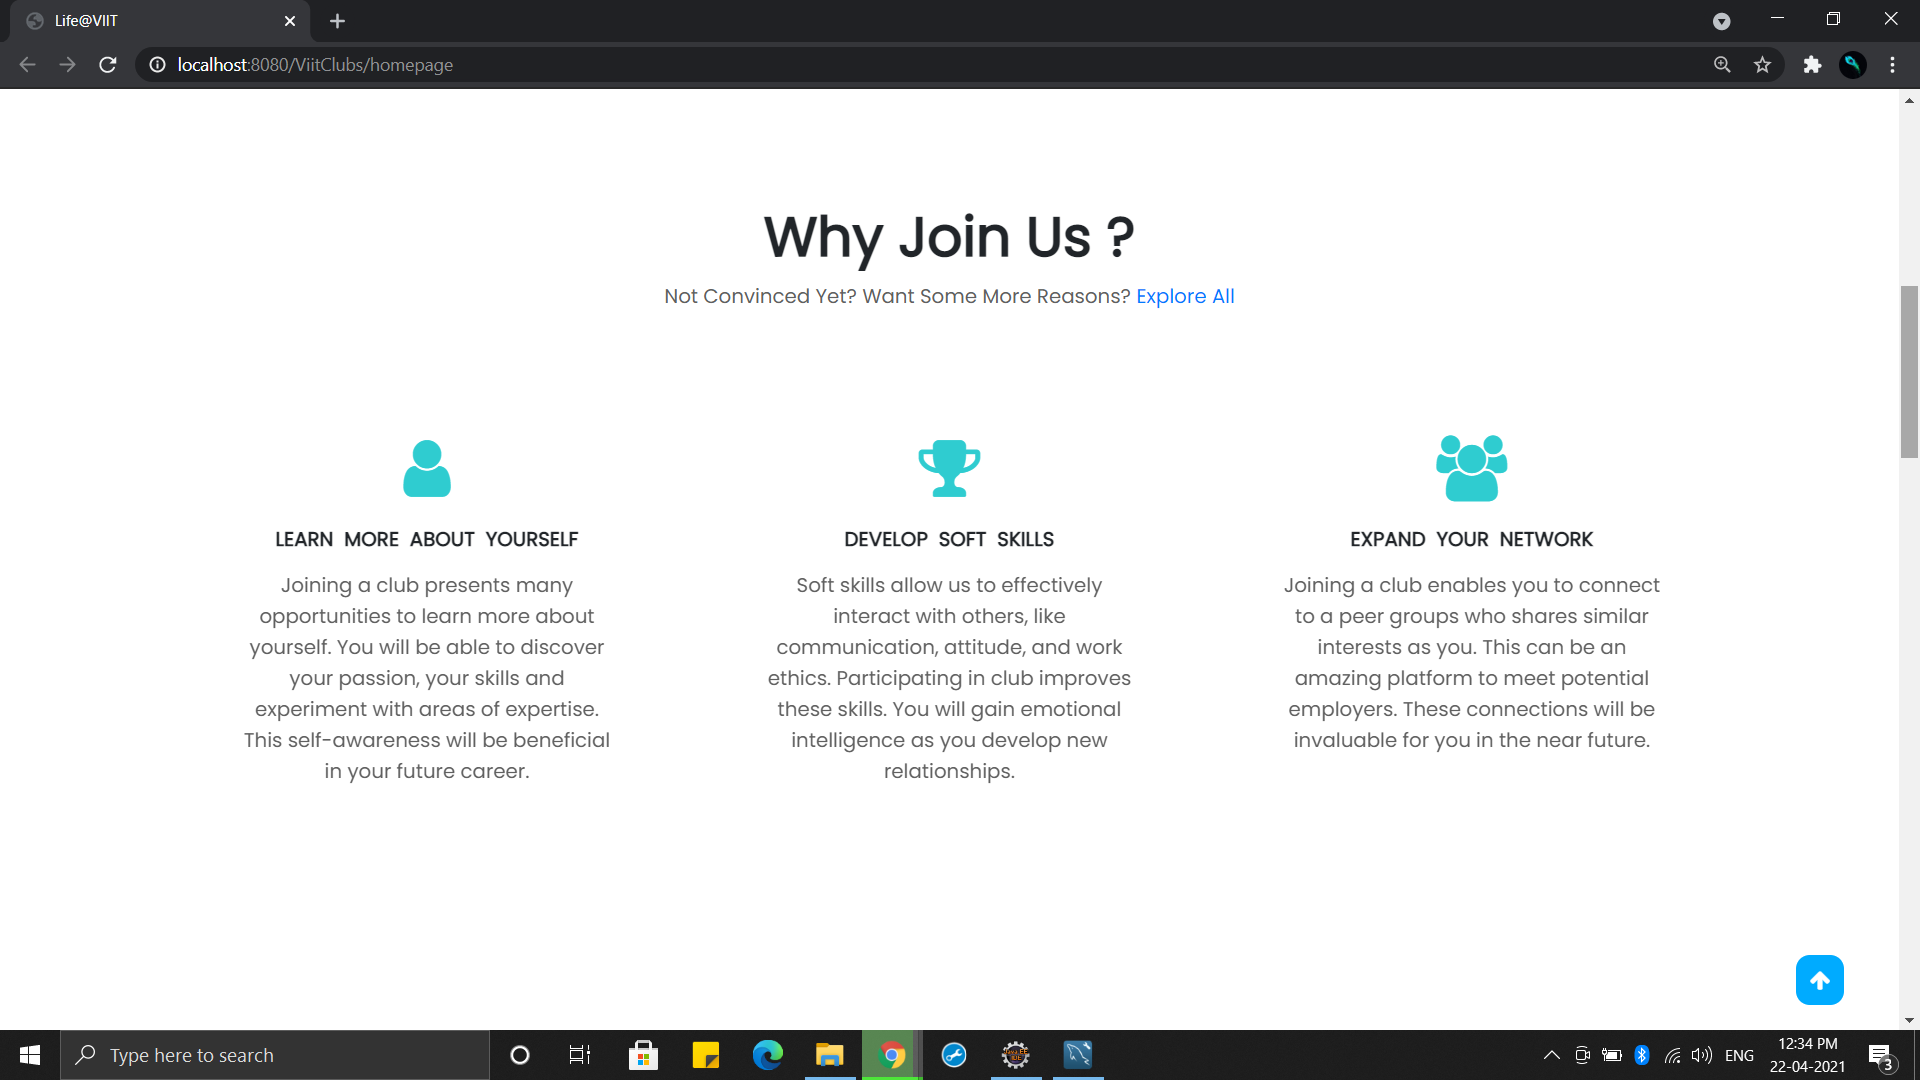 Life@VIIT
localhost:8080/ViitClubs/homepage
Why Join Us ?
Not Convinced Yet? Want Some More Reasons? Explore All
LEARN MORE ABOUT YOURSELF
Joining a club presents many
opportunities to learn more about
yourself. You will be able to discover
your passion, your skills and
experiment with areas of expertise.
This self-awareness will be beneficial
in your future career.
DEVELOP SOFT SKILLS
Soft skills allow us to effectively
interact with others, like
communication, attitude, and work
ethics. Participating in club improves
these skills. You will gain emotional
intelligence as you develop new
relationships.
EXPAND YOUR NETWORK
Joining a club enables you to connect
to a peer groups who shares similar
interests as you. This can be an
amazing platform to meet potential
employers. These connections will be
invaluable for you in the near future.
Type here to search
ENG
12:34 PM
22-04-2021
3